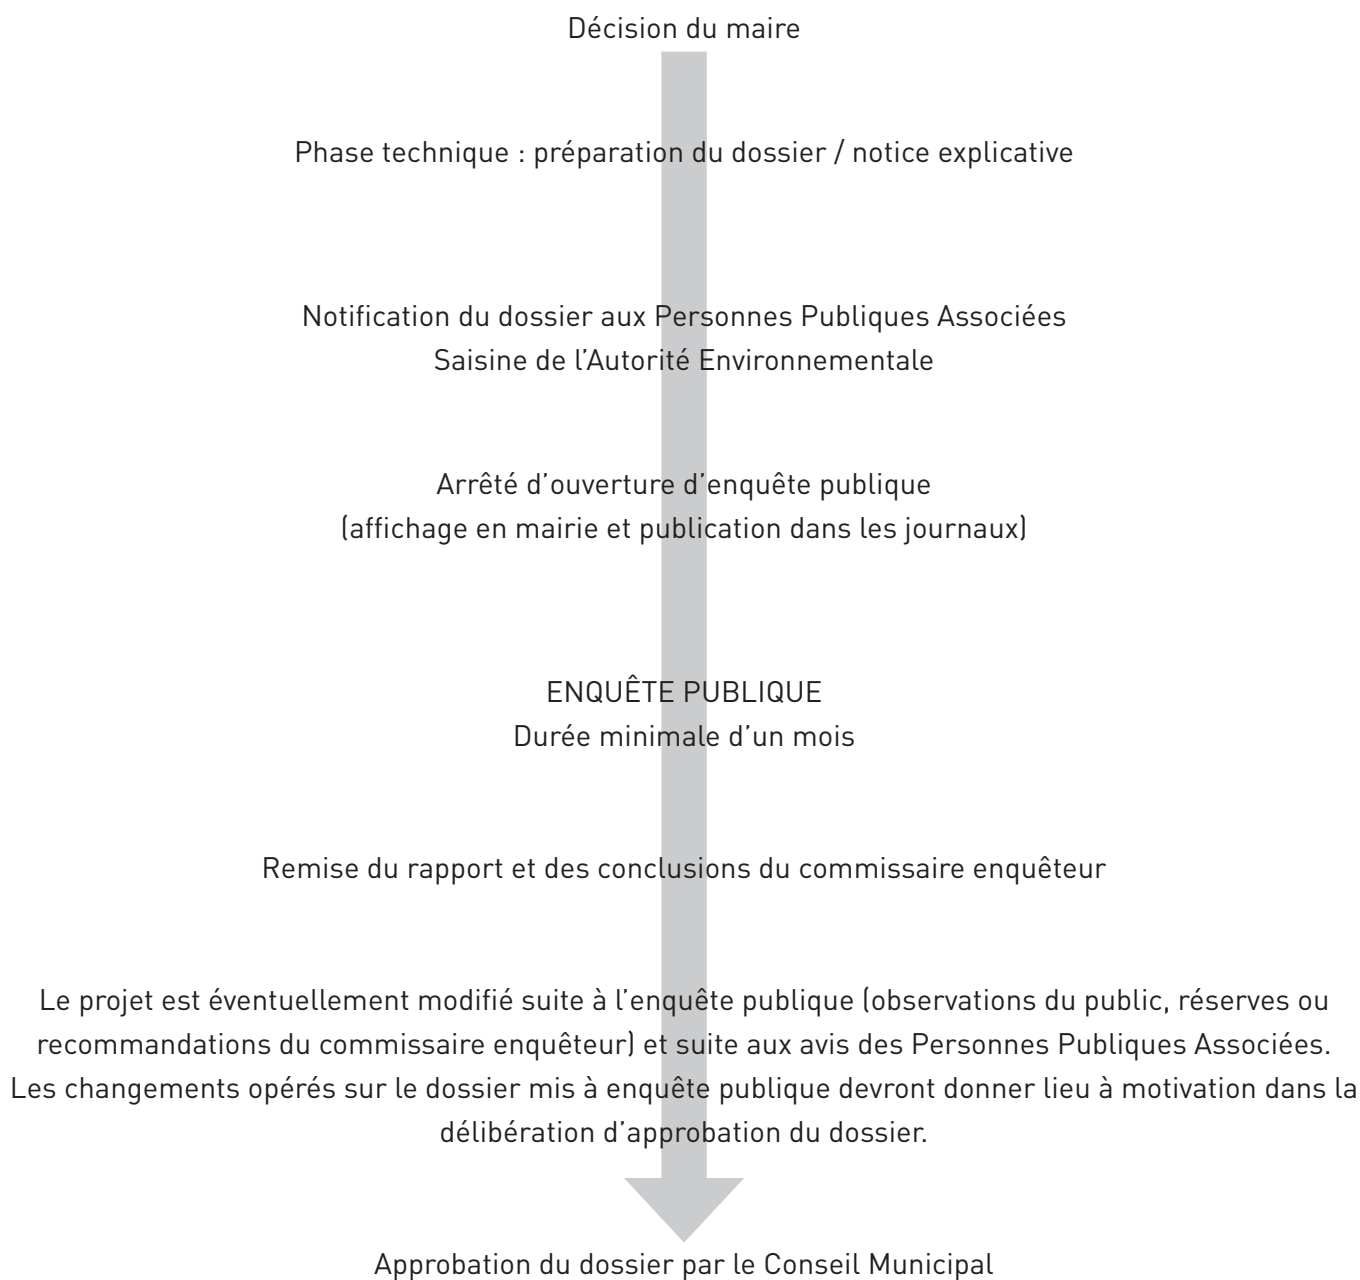 Décision du maire
Phase technique : préparation du dossier / notice explicative
Notification du dossier aux Personnes Publiques Associées
Saisine de l’Autorité Environnementale
Arrêté d’ouverture d’enquête publique
(affichage en mairie et publication dans les journaux)
ENQUÊTE PUBLIQUE
Durée minimale d’un mois
Remise du rapport et des conclusions du commissaire enquêteur
Le projet est éventuellement modifié suite à l’enquête publique (observations du public, réserves ou
recommandations du commissaire enquêteur) et suite aux avis des Personnes Publiques Associées.
Les changements opérés sur le dossier mis à enquête publique devront donner lieu à motivation dans la
délibération d’approbation du dossier.
Approbation du dossier par le Conseil Municipal